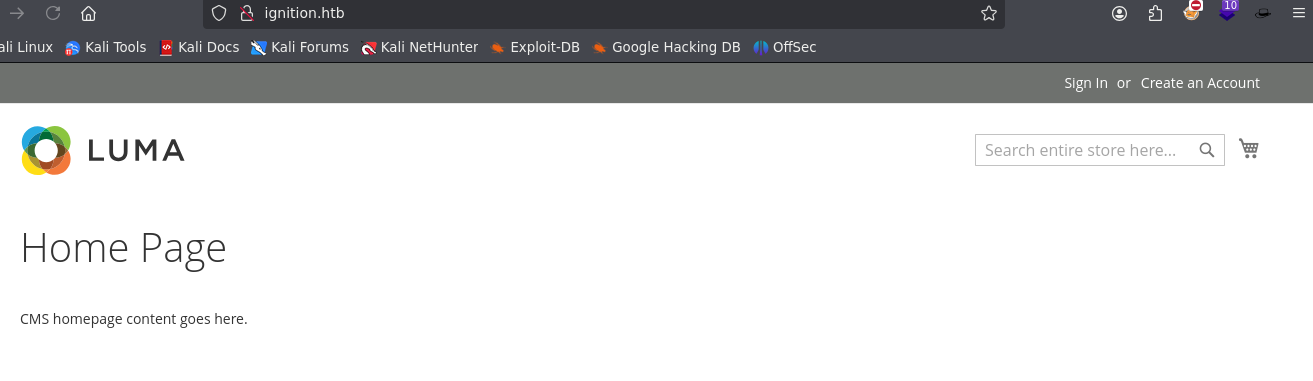 ignition.htb
10
ali Linux Kali Tools Kali Docs Kali Forums Kali NetHunter Exploit-DB Google Hacking DB OffSec
Sign In or Create an Account
LUMA Search entire store here...
Home Page
CMS homepage content goes here.